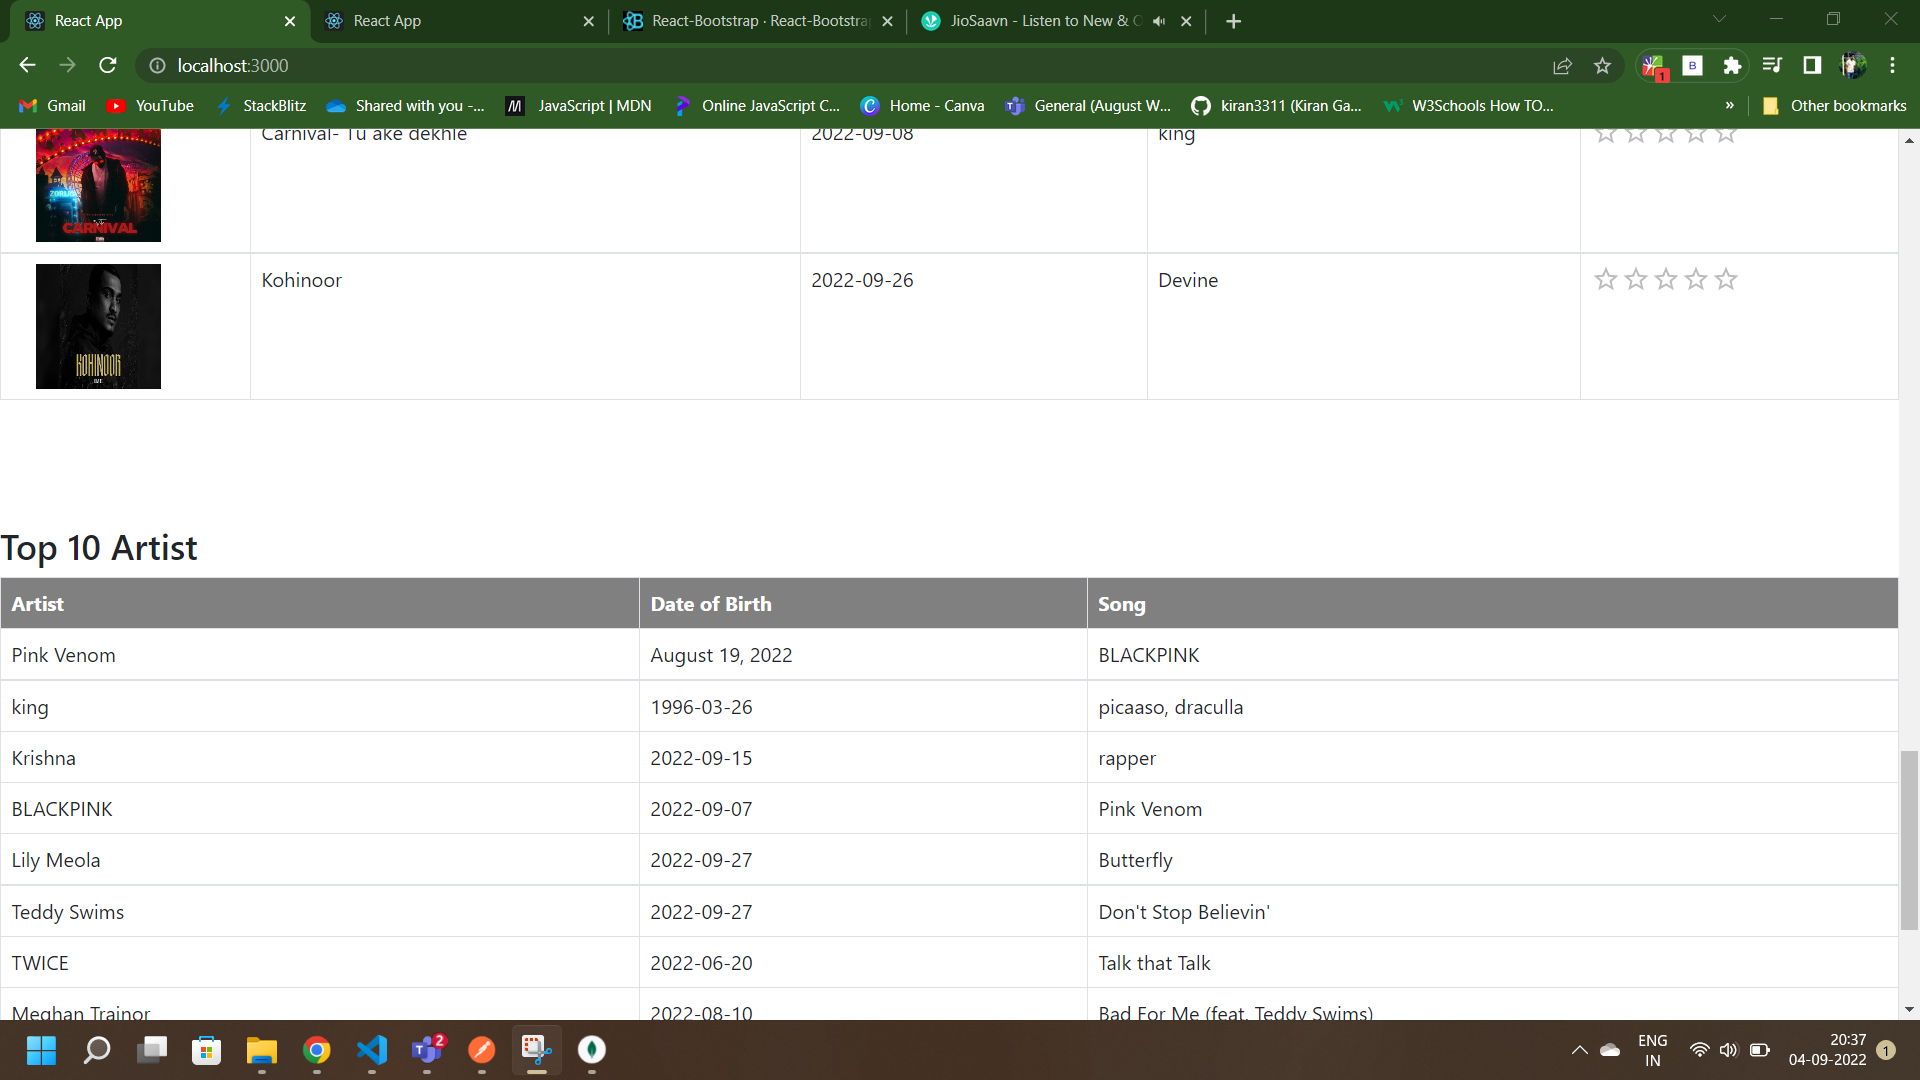 React App
React App
React-Bootstrap · React-Bootstra
JioSaavn - Listen to New & O
localhost:3000
1
B
Gmail
YouTube
StackBlitz
Shared with you -...
JavaScript | MDN
Online JavaScript C...
Home - Canva
General (August W...
kiran3311 (Kiran Ga...
W3Schools How TO...
»
Other bookmarks
Carnival- Tu ake dekhle
2022-09-08
king
CARNIVAL
Kohinoor
2022-09-26
Devine
KOHINOOR
Top 10 Artist
Artist Date of Birth Song
Pink Venom August 19, 2022 BLACKPINK
king 1996-03-26 picaaso, draculla
Krishna 2022-09-15 rapper
BLACKPINK 2022-09-07 Pink Venom
Lily Meola 2022-09-27 Butterfly
Teddy Swims 2022-09-27 Don't Stop Believin'
TWICE 2022-06-20 Talk that Talk
Meghan Trainor 2022-08-10 Bad For Me (feat. Teddy Swims)
2
ENG
IN
20:37
04-09-2022
1